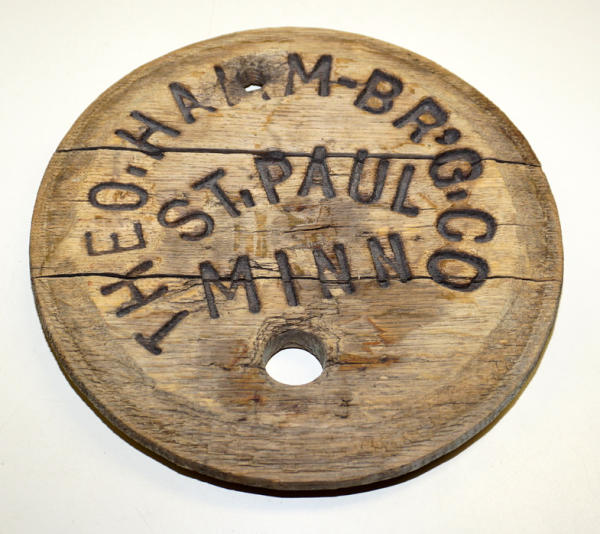 THEO. HAMM-BR'G. CO
ST. PAUL
MINN